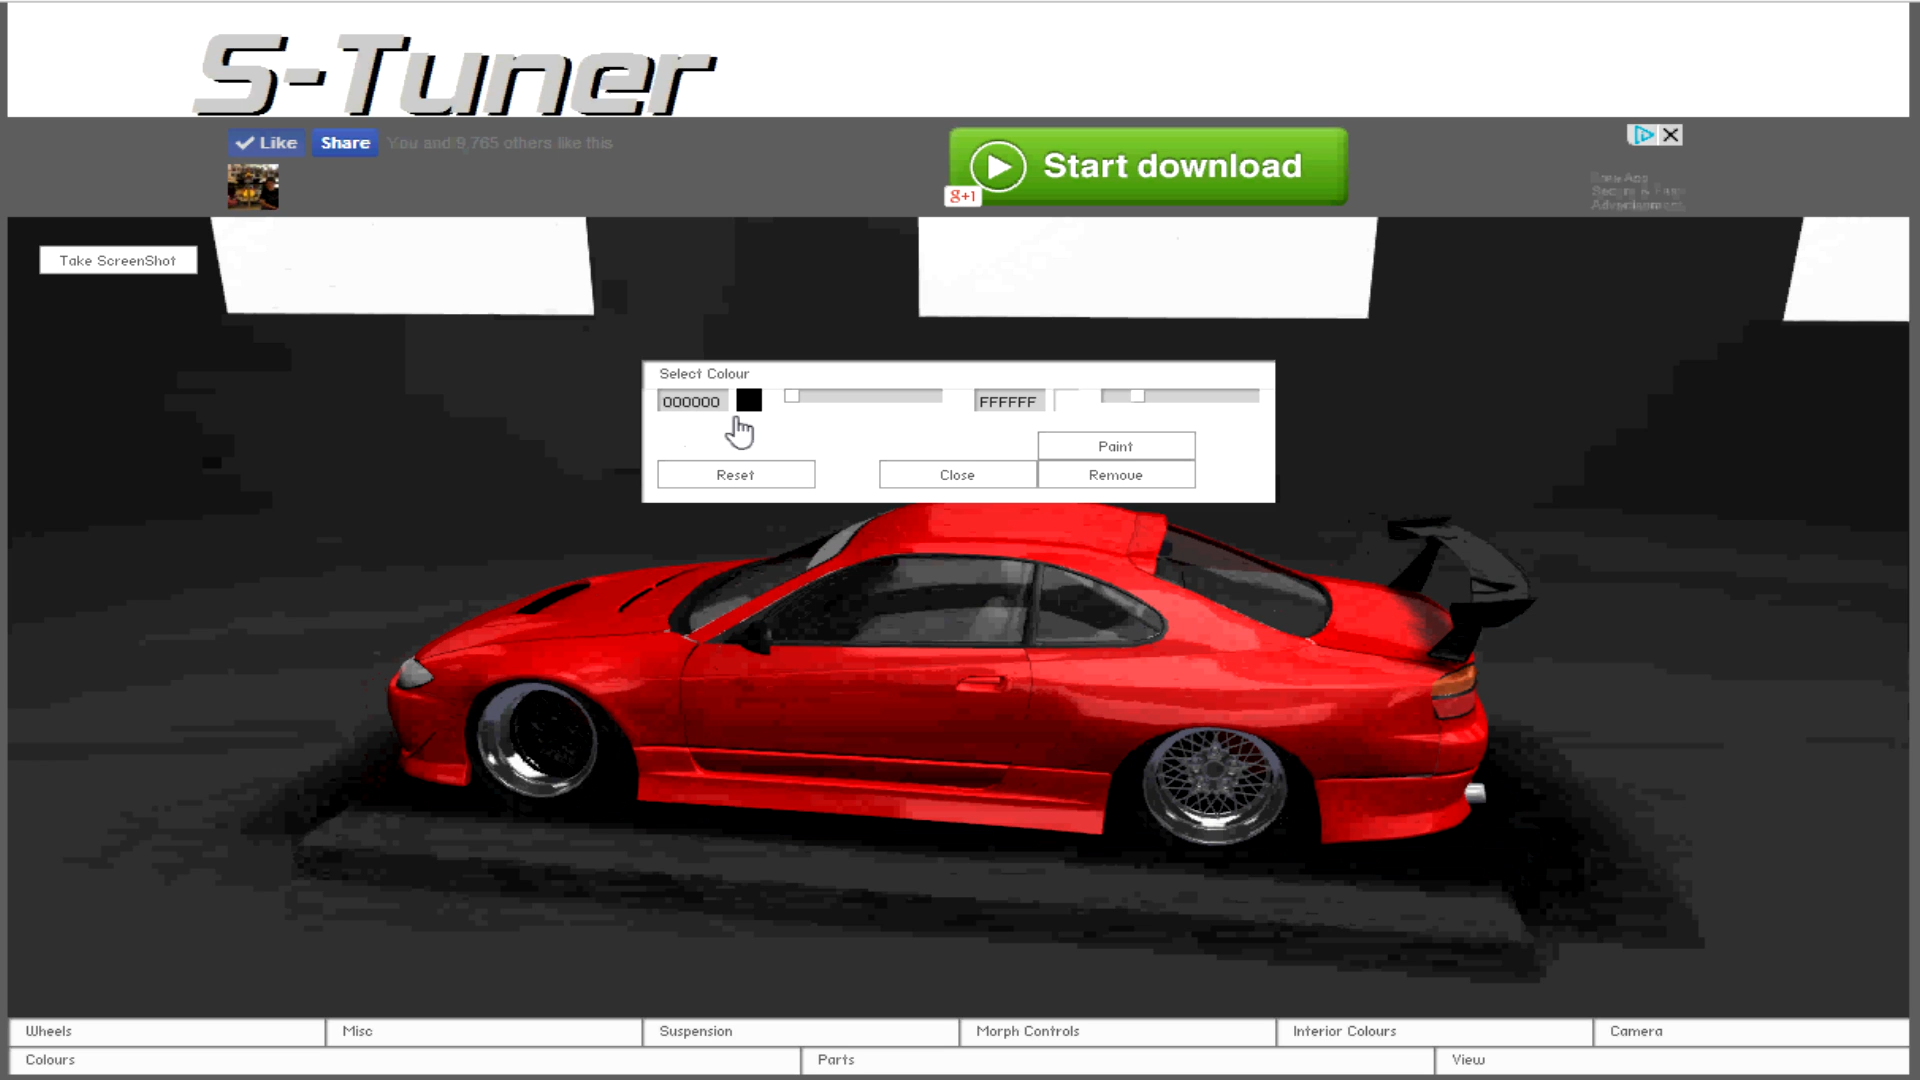 S-Tuner
Like Share You and 9,765 others like this
Start download
g+1
Take ScreenShot
Select Colour
000000 FFFFFF
Paint
Reset Close Remove
Wheels Misc Suspension Morph Controls Interior Colours Camera
Colours Parts View